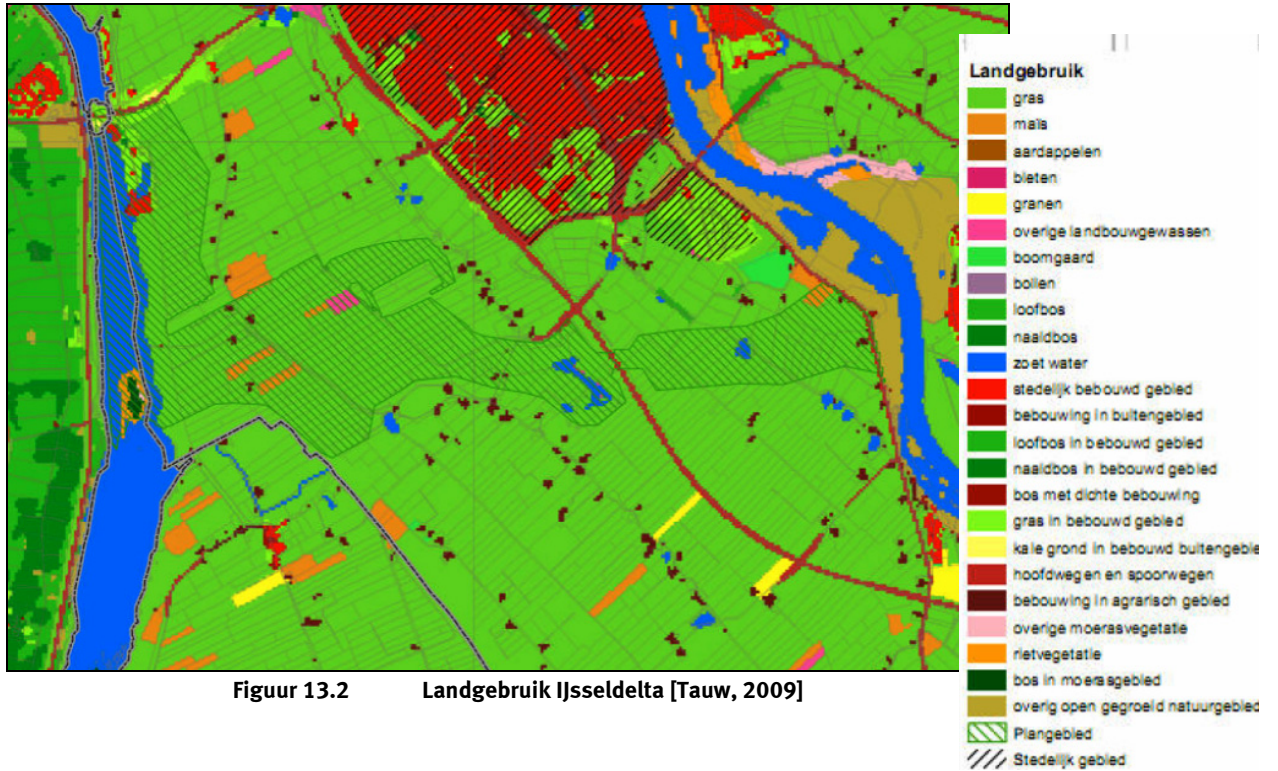 Landgebruik
gras
maïs
aardappelen
bieten
granen
overige landbouwgewassen
boomgaard
bollen
loofbos
naaldbos
zoet water
stedelijk bebouwd gebied
bebouwing in buitengebied
loofbos in bebouwd gebied
naaldbos in bebouwd gebied
bos met dichte bebouwing
gras in bebouwd gebied
kale grond in bebouwd buitengebie
hoofdwegen en spoorwegen
bebouwing in agrarisch gebied
overige moerasvegetatie
rietvegetatie
bos in moerasgebied
overig open gegroeid natuurgebied
Plangebied
Stedelijk gebied
Figuur 13.2 Landgebruik IJsseldelta [Tauw, 2009]